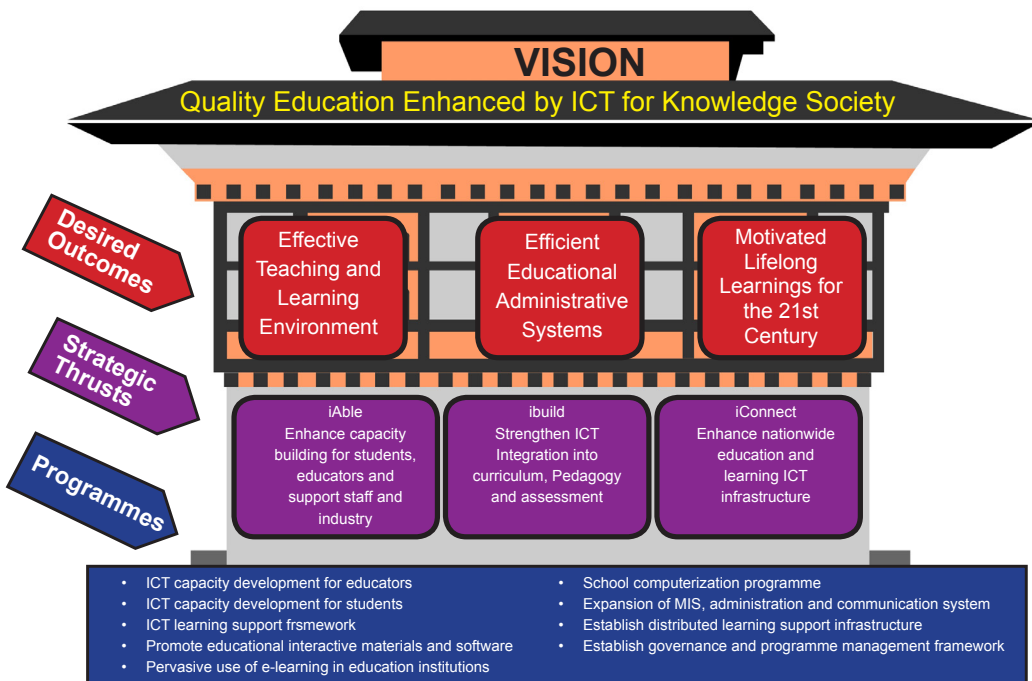 VISION
Quality Education Enhanced by ICT for Knowledge Society
Desired
Outcomes
Effective
Teaching and
Learning
Environment
Efficient
Educational
Administrative
Systems
Motivated
Lifelong
Learnings for
the 21st
Century
Strategic
Thrusts
iAble
Enhance capacity
building for students,
educators and
support staff and
industry
ibuild
Strengthen ICT
Integration into
curriculum, Pedagogy
and assessment
iConnect
Enhance nationwide
education and
learning ICT
infrastructure
Programmes
• ICT capacity development for educators
• ICT capacity development for students
• ICT learning support frsmework
• Promote educational interactive materials and software
• Pervasive use of e-learning in education institutions
• School computerization programme
• Expansion of MIS, administration and communication system
• Establish distributed learning support infrastructure
• Establish governance and programme management framework